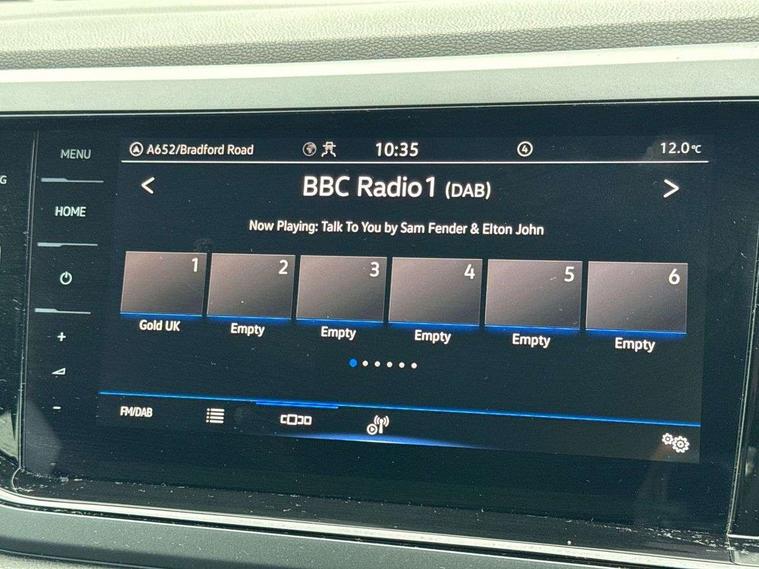 G
MENU
HOME
A652/Bradford Road
10:35
4
12.0°C
< BBC Radio1 (DAB) >
Now Playing: Talk To You by Sam Fender & Elton John
1 2 3 4 5 6
Gold UK Empty Empty Empty Empty Empty
+
-
FM/DAB